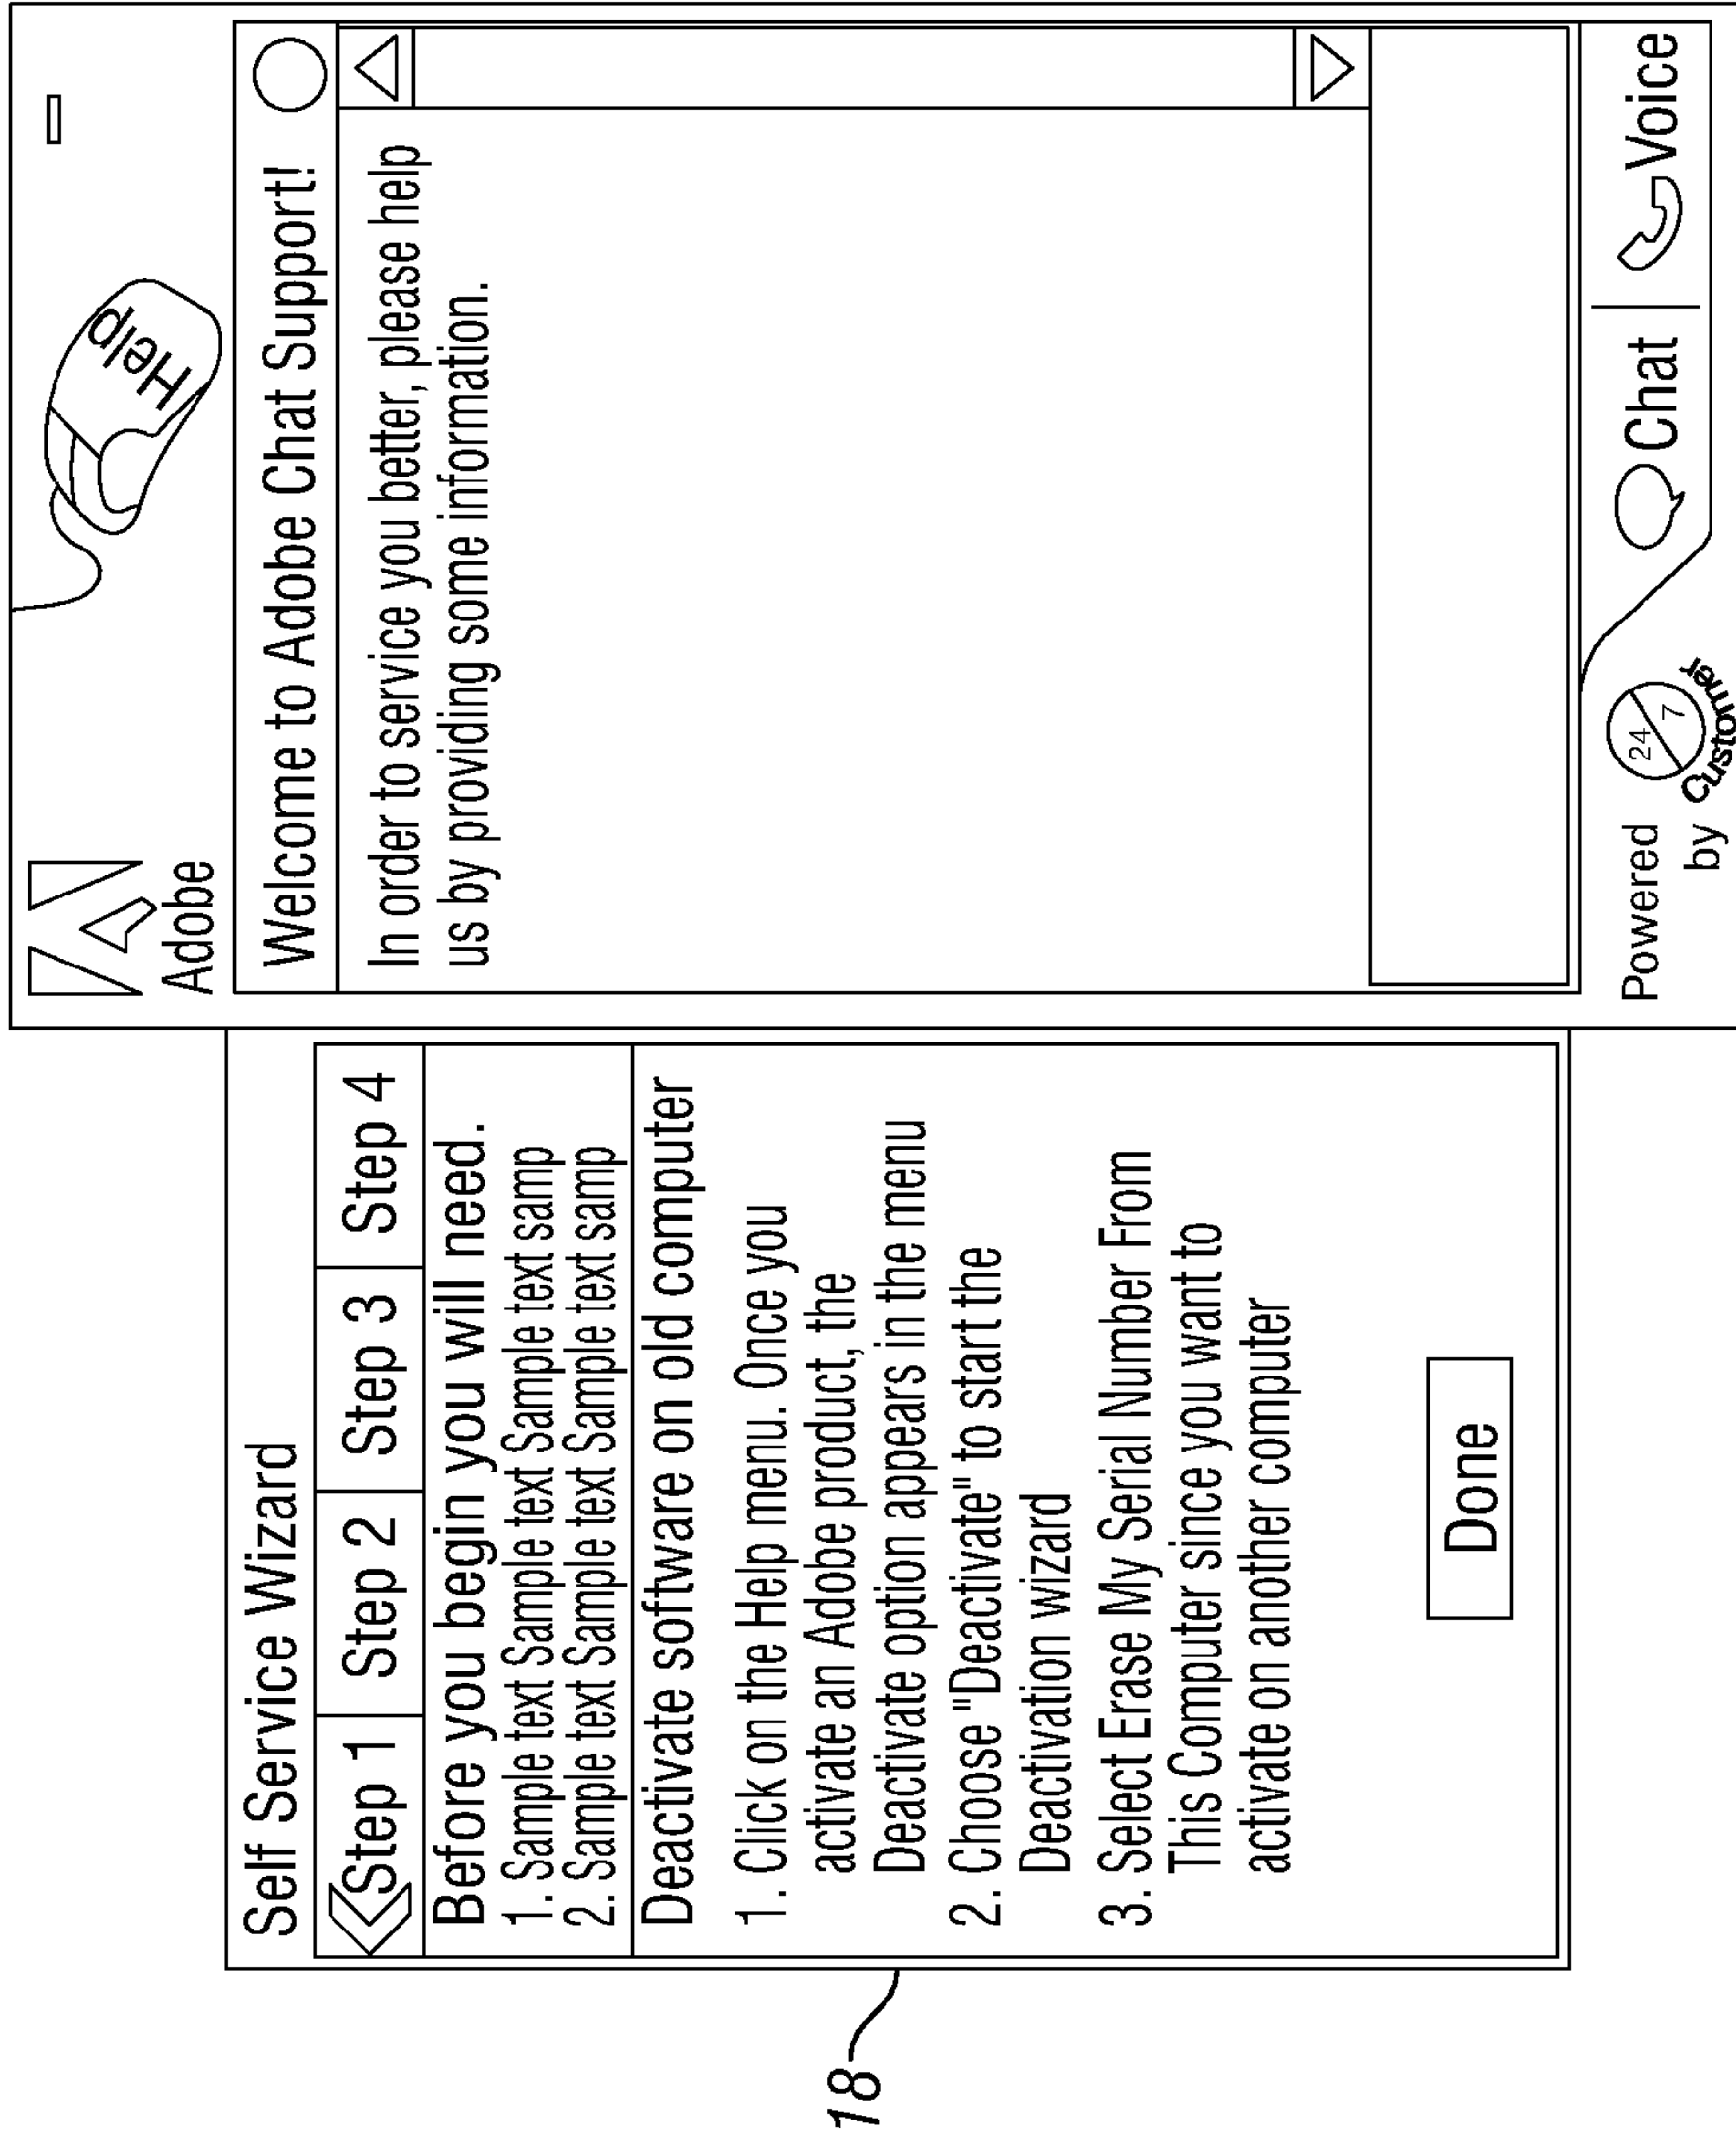 18
Self Service Wizard
Step 1 Step 2 Step 3 Step 4
Before you begin you will need.
1. Sample text Sample text Sample text samp
2. Sample text Sample text Sample text samp
Deactivate software on old computer
1. Click on the Help menu. Once you
activate an Adobe product, the
Deactivate option appears in the menu
2. Choose "Deactivate" to start the
Deactivation wizard
3. Select Erase My Serial Number From
This Computer since you want to
activate on another computer
Done
Adobe
Help
Welcome to Adobe Chat Support!
In order to service you better, please help
us by providing some information.
Powered
by
24 7
Customer
Chat
Voice